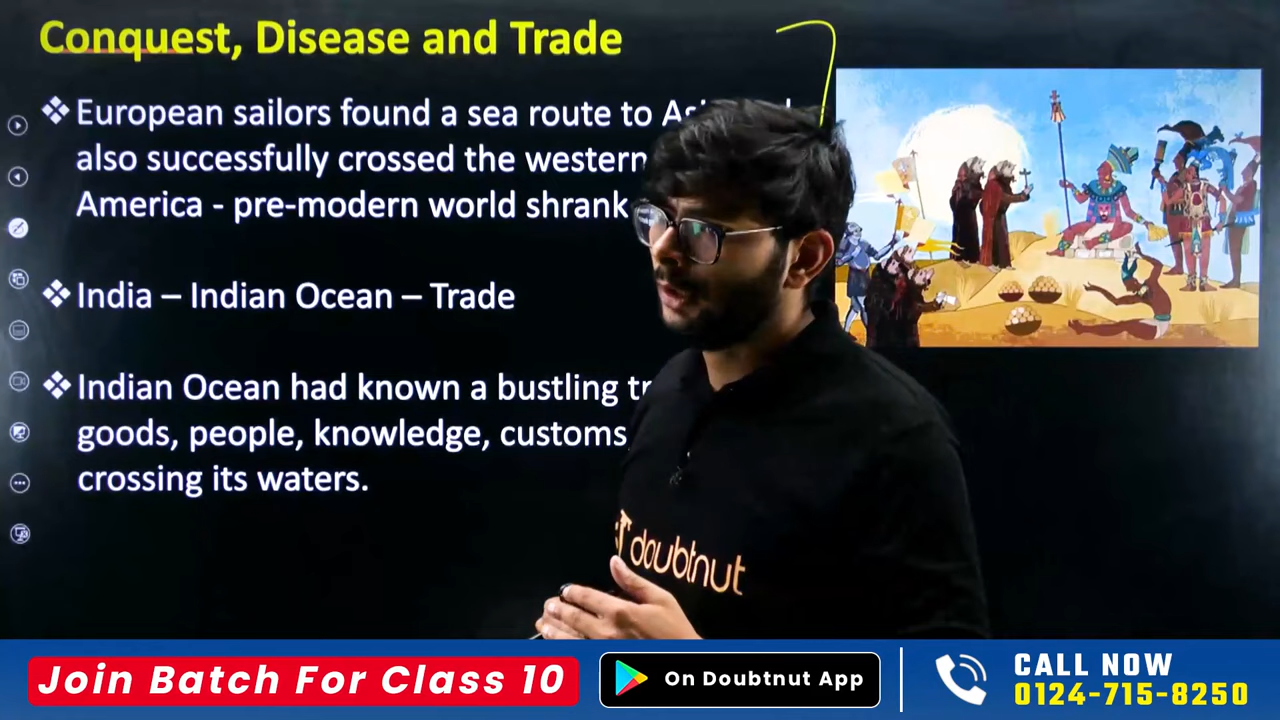 Conquest, Disease and Trade
❖ European sailors found a sea route to
also successfully crossed the western
America - pre-modern world shrank
❖ India – Indian Ocean – Trade
❖ Indian Ocean had known a bustling
goods, people, knowledge, customs
crossing its waters.
doubtnut
Join Batch For Class 10
On Doubtnut App
CALL NOW
0124-715-8250